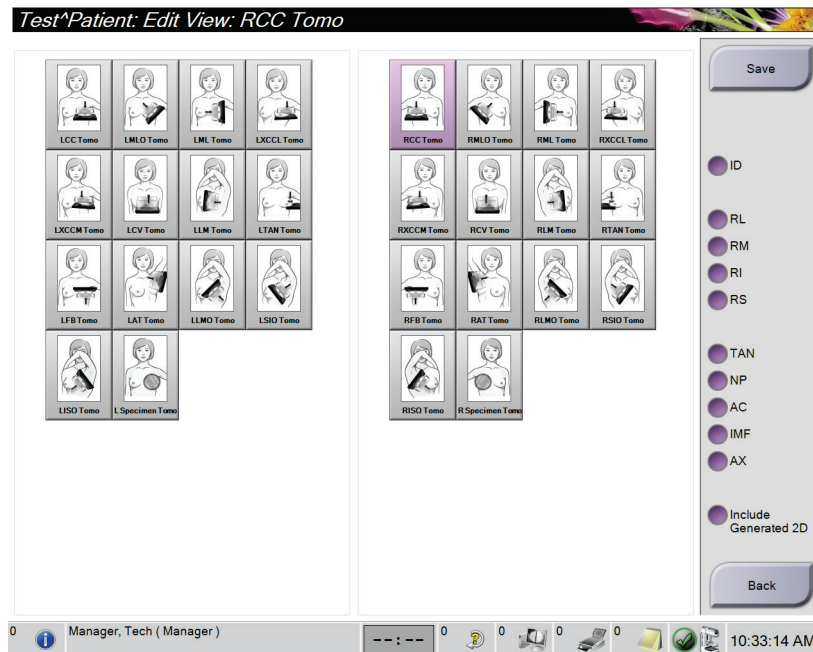 Test^Patient: Edit View: RCC Tomo
LCC Tomo
LMLO Tomo
LML Tomo
LXCCL Tomo
LXCCM Tomo
LCV Tomo
LLM Tomo
LTAN Tomo
LFB Tomo
LAT Tomo
LLMO Tomo
LSIO Tomo
LISO Tomo
L Specimen Tomo
RCC Tomo
RMLO Tomo
RML Tomo
RXCCL Tomo
RXCCM Tomo
RCV Tomo
RLM Tomo
RTAN Tomo
RFB Tomo
RAT Tomo
RLMO Tomo
RSIO Tomo
RISO Tomo
R Specimen Tomo
Save
ID
RL
RM
RI
RS
TAN
NP
AC
IMF
AX
Include
Generated 2D
Back
0
Manager, Tech ( Manager )
--:--
0
0
0
0
10:33:14 AM